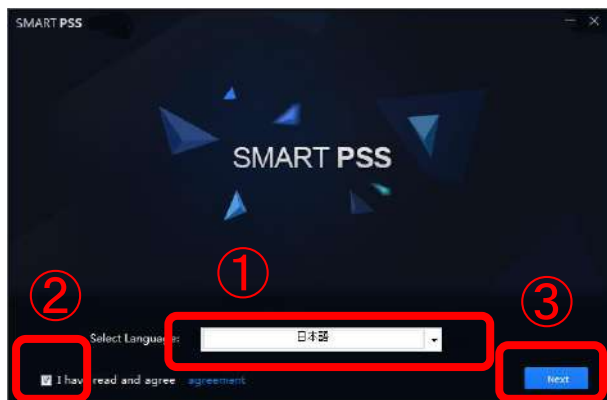 SMART PSS
SMART PSS
①
②
③
Select Language:
日本語
I have read and agree agreement
Next